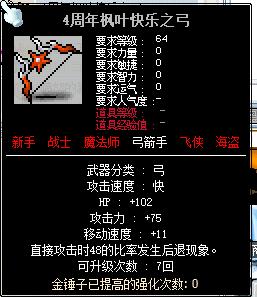 4周年枫叶快乐之弓
要求等级： 64
要求力量： 0
要求敏捷： 0
要求智力： 0
要求运气： 0
要求人气度： -
道具等级： -
道具经验值： -
新手 战士 魔法师 弓箭手 飞侠 海盗
武器分类： 弓
攻击速度： 快
HP： +102
攻击力： +75
移动速度： +11
直接攻击时48的比率发生后退现象。
可升级次数： 7回
金锤子已提高的强化次数: 0